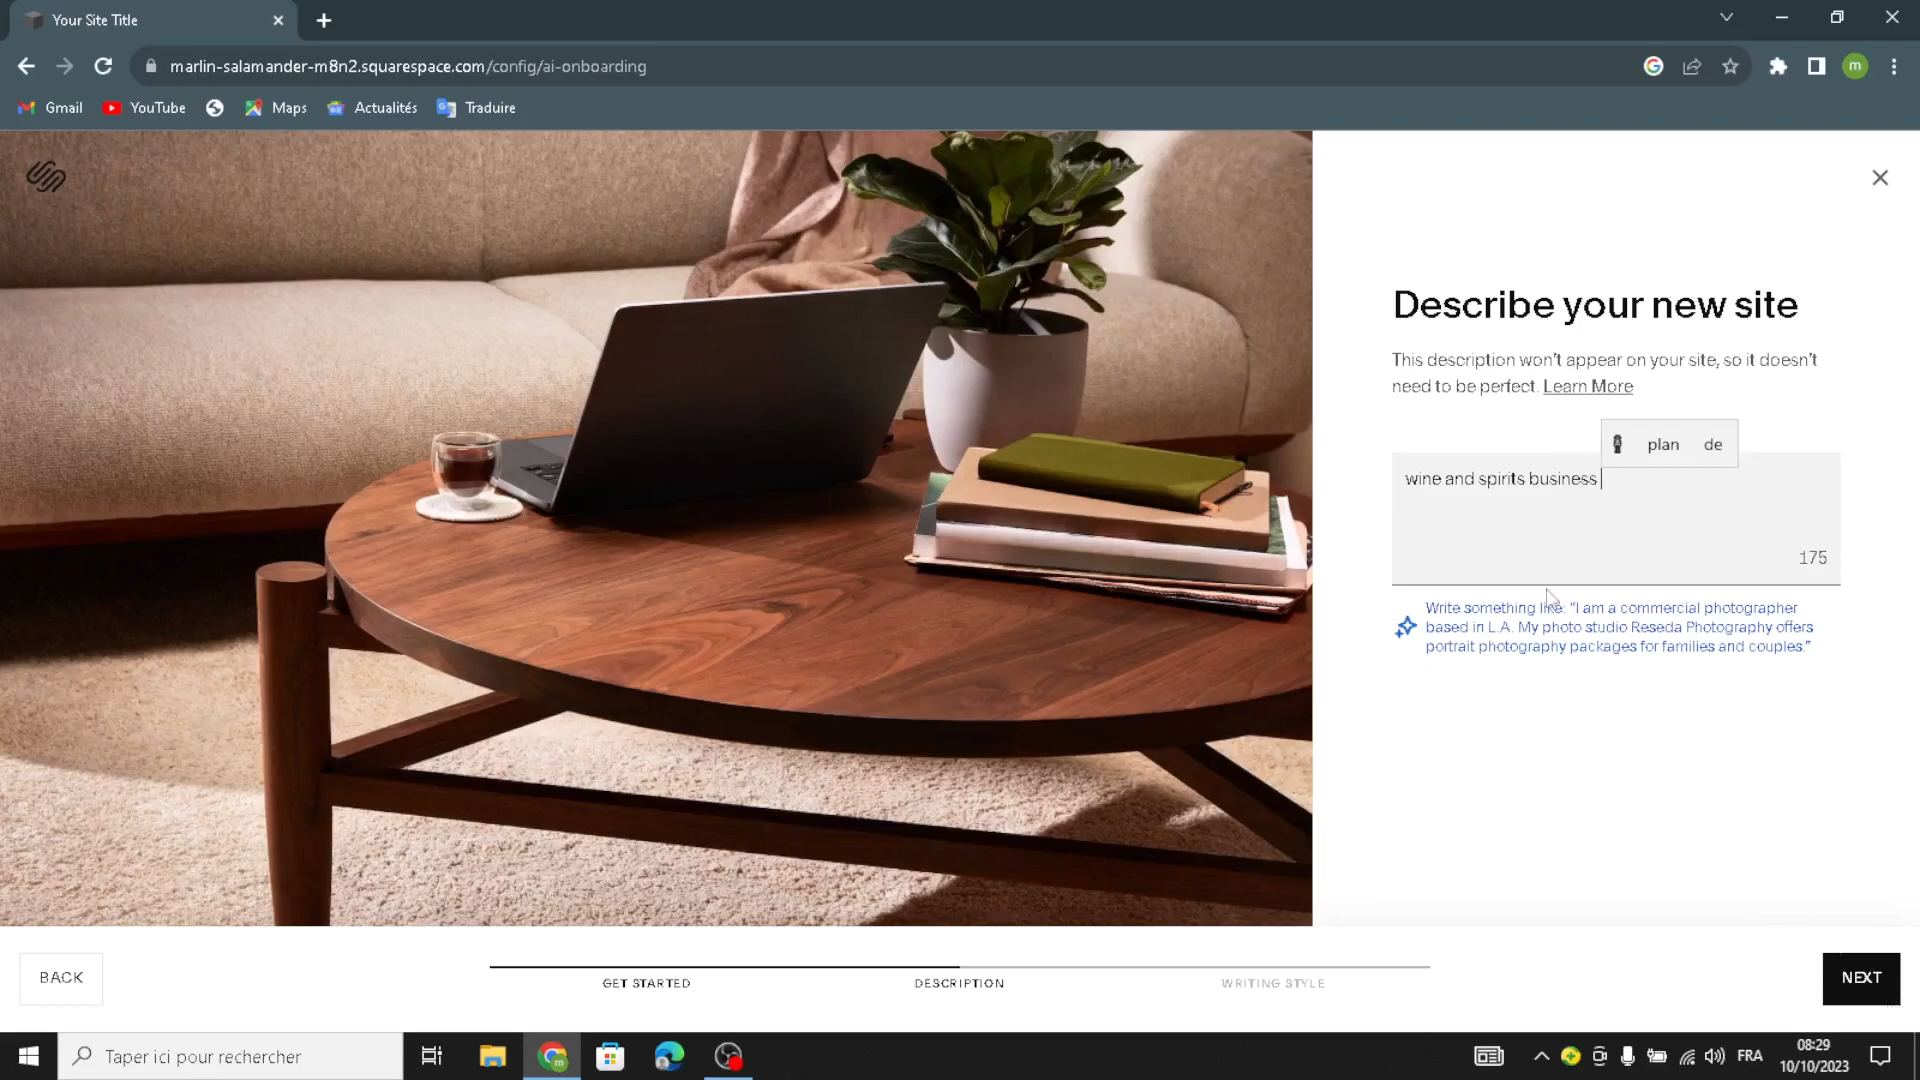 Your Site Title
marlin-salamander-m8n2.squarespace.com/config/ai-onboarding
m
Gmail
YouTube
Maps
Actualités
Traduire
Describe your new site
This description won't appear on your site, so it doesn't
need to be perfect. Learn More
plan de
wine and spirits business
175
Write something like: "I am a commercial photographer
based in L.A. My photo studio Reseda Photography offers
portrait photography packages for families and couples."
BACK
GET STARTED
DESCRIPTION
WRITING STYLE
NEXT
Taper ici pour rechercher
m
FRA
08:29
10/10/2023